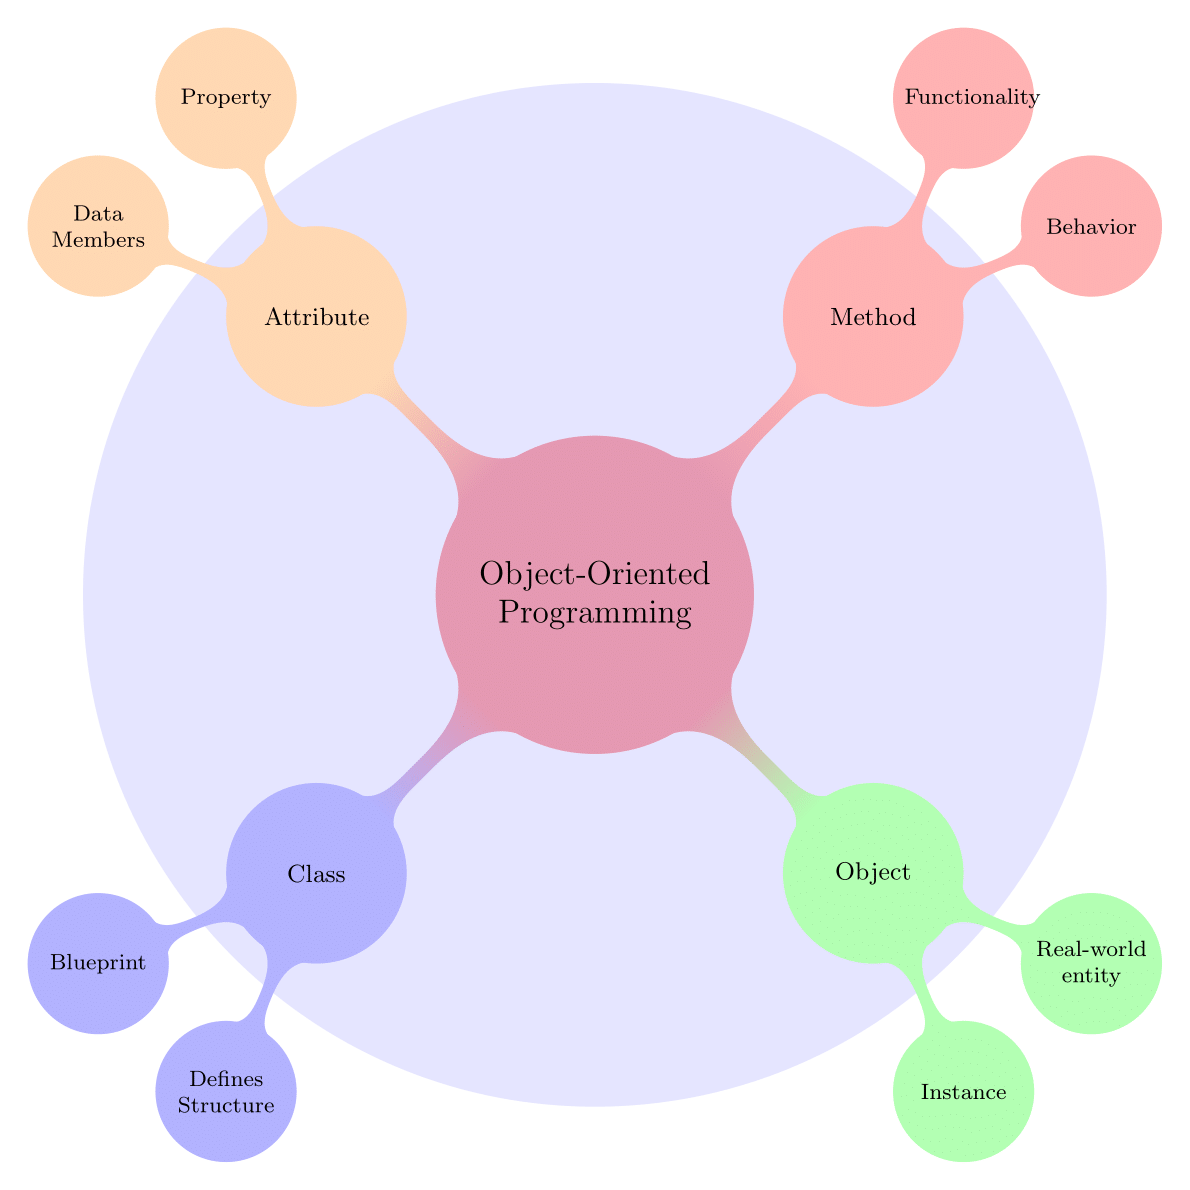 Property
Functionality
Data
Members
Behavior
Attribute
Method
Object-Oriented
Programming
Class
Object
Blueprint
Real-world
entity
Defines
Structure
Instance